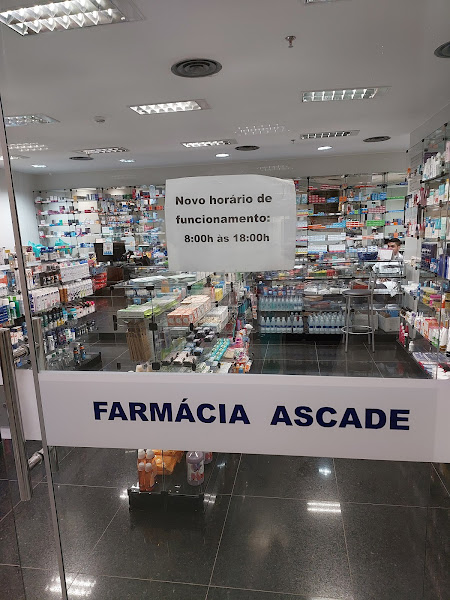 Novo horário de
funcionamento:
8:00h às 18:00h
FARMÁCIA ASCADE